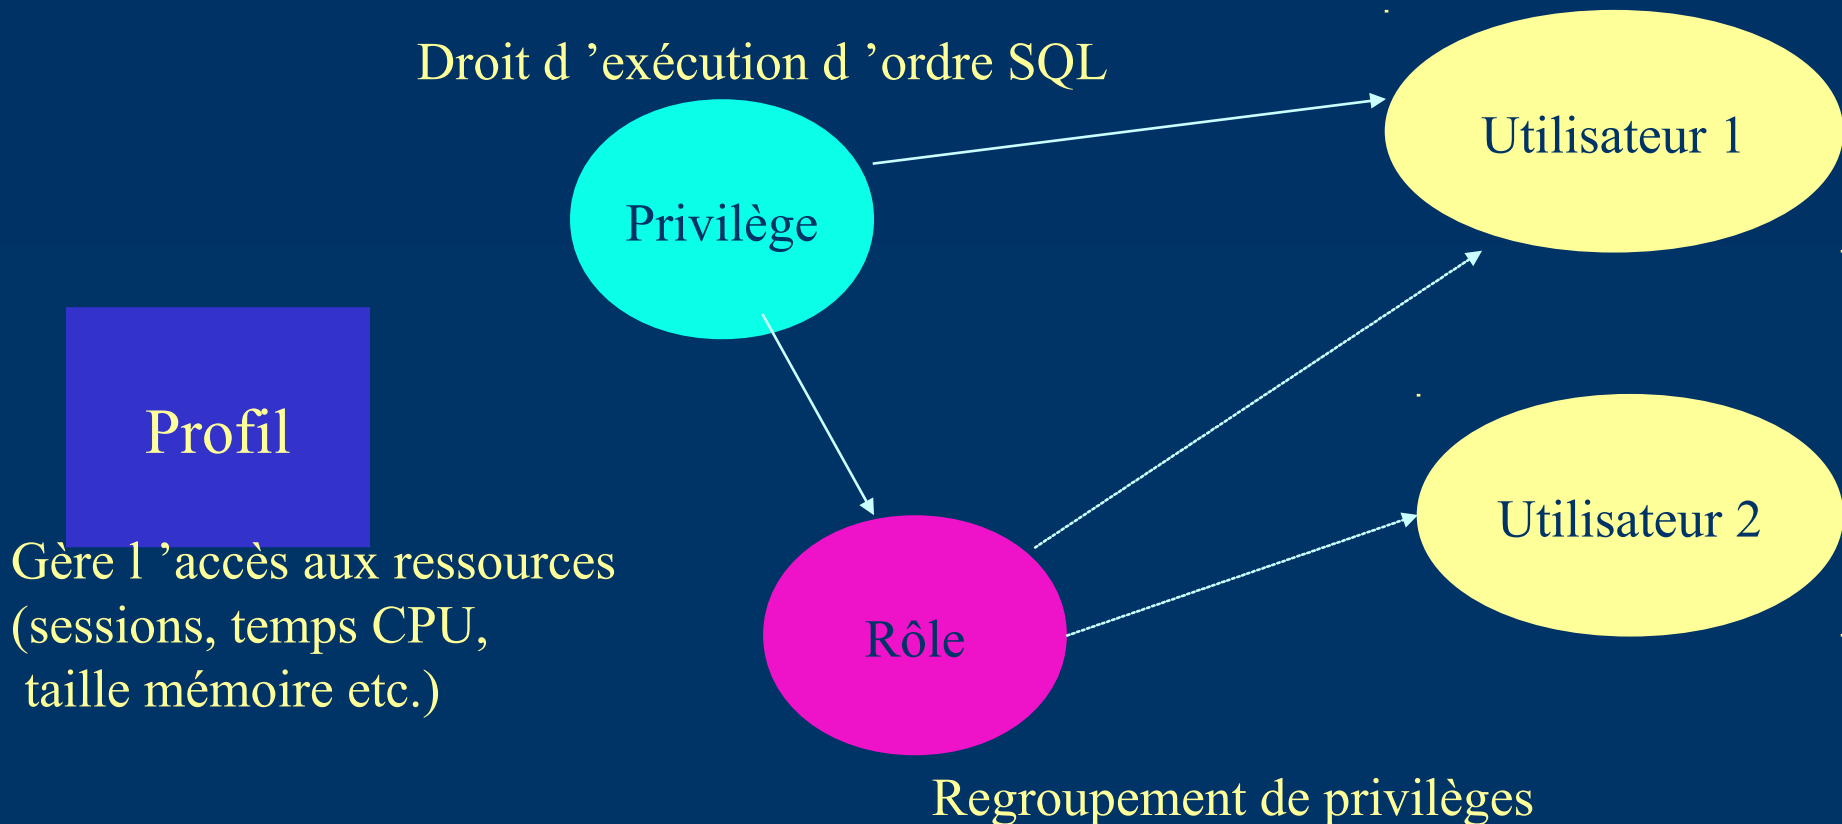 Droit d ’exécution d ’ordre SQL
Utilisateur 1
Privilège
Profil
Utilisateur 2
Gère l ’accès aux ressources
(sessions, temps CPU,
taille mémoire etc.)
Rôle
Regroupement de privilèges